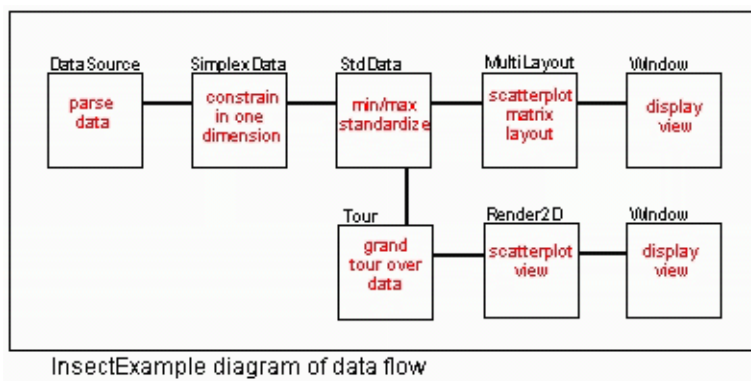 DataSource
parse
data
SimplexData
constrain
in one
dimension
StdData
min/max
standardize
MultiLayout
scatterplot
matrix
layout
Window
display
view
Tour
grand
tour over
data
Render2D
scatterplot
view
Window
display
view
InsectExample diagram of data flow